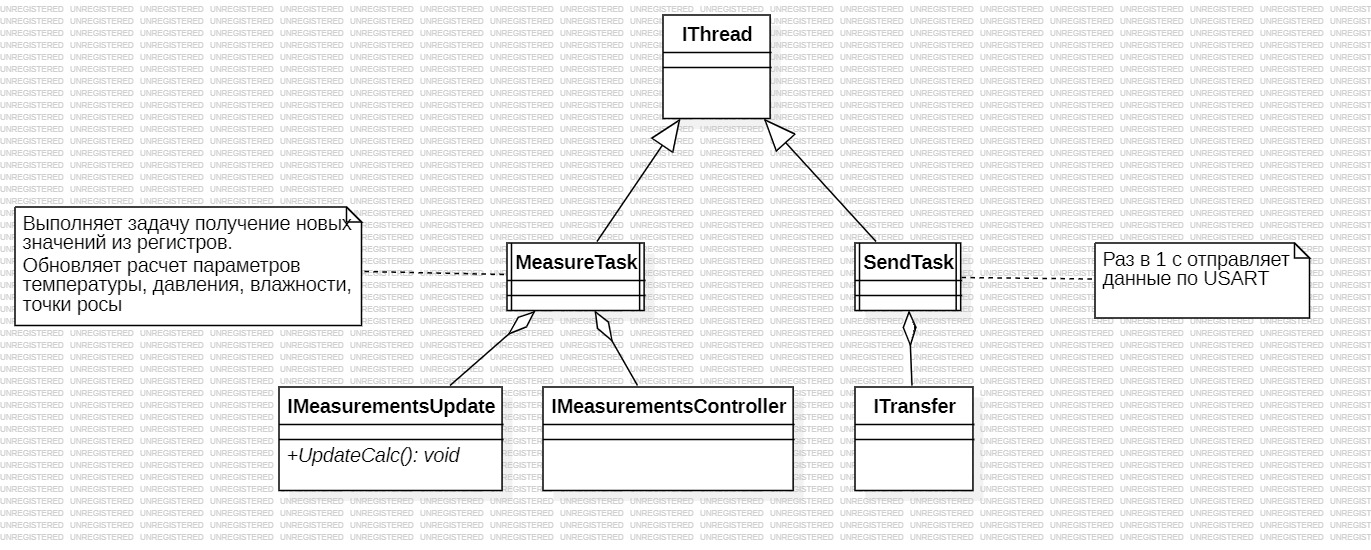 IThread
Выполняет задачу получение новых
значений из регистров.
Обновляет расчет параметров
температуры, давления, влажности,
точки росы
MeasureTask
SendTask
Раз в 1 с отправляет
данные по USART
IMeasurementsUpdate
+UpdateCalc(): void
IMeasurementsController
ITransfer
UNREGISTERED